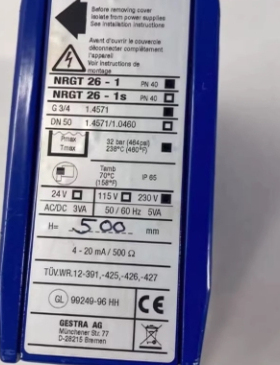 Before removing cover
isolate from power supplies
See installation instructions
Avant d'ouvrir le couvercle
déconnecter complètement
l'appareil
Voir instructions de
montage
NRGT 26 - 1 PN 40
NRGT 26 - 1s PN 40
G 3/4 1.4571
DN 50 1.4571/1.0460
Pmax 32 bar (464psi)
Tmax 238°C (460°F)
Tamb
70°C
(158°F)
IP 65
24 V 115 V 230 V
AC/DC 3VA 50 / 60 Hz 5VA
H= 500 mm
4 - 20 mA / 500 Ω
TÜV.WR.12-391,-425,-426,-427
GL 99249-96 HH CE
GESTRA AG
Münchener Str. 77
D-28215 Bremen